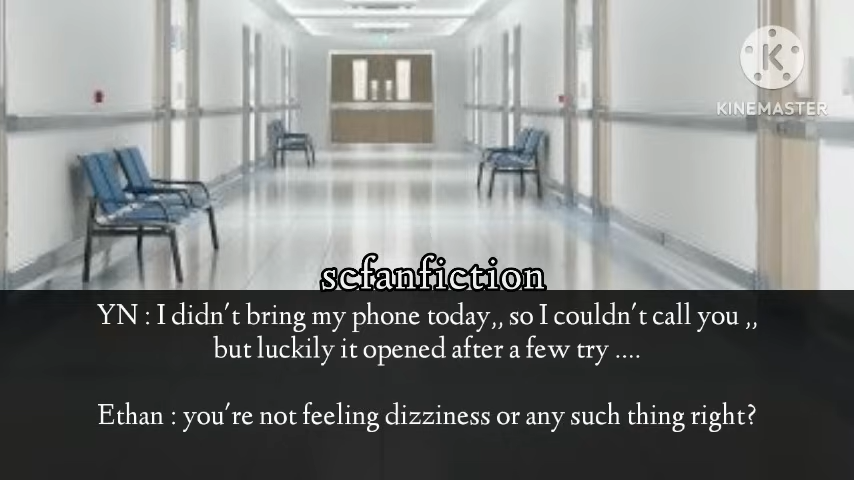 KINEMASTER
scfanfiction
YN : I didn't bring my phone today,, so I couldn't call you ,,
but luckily it opened after a few try ....
Ethan : you're not feeling dizziness or any such thing right?